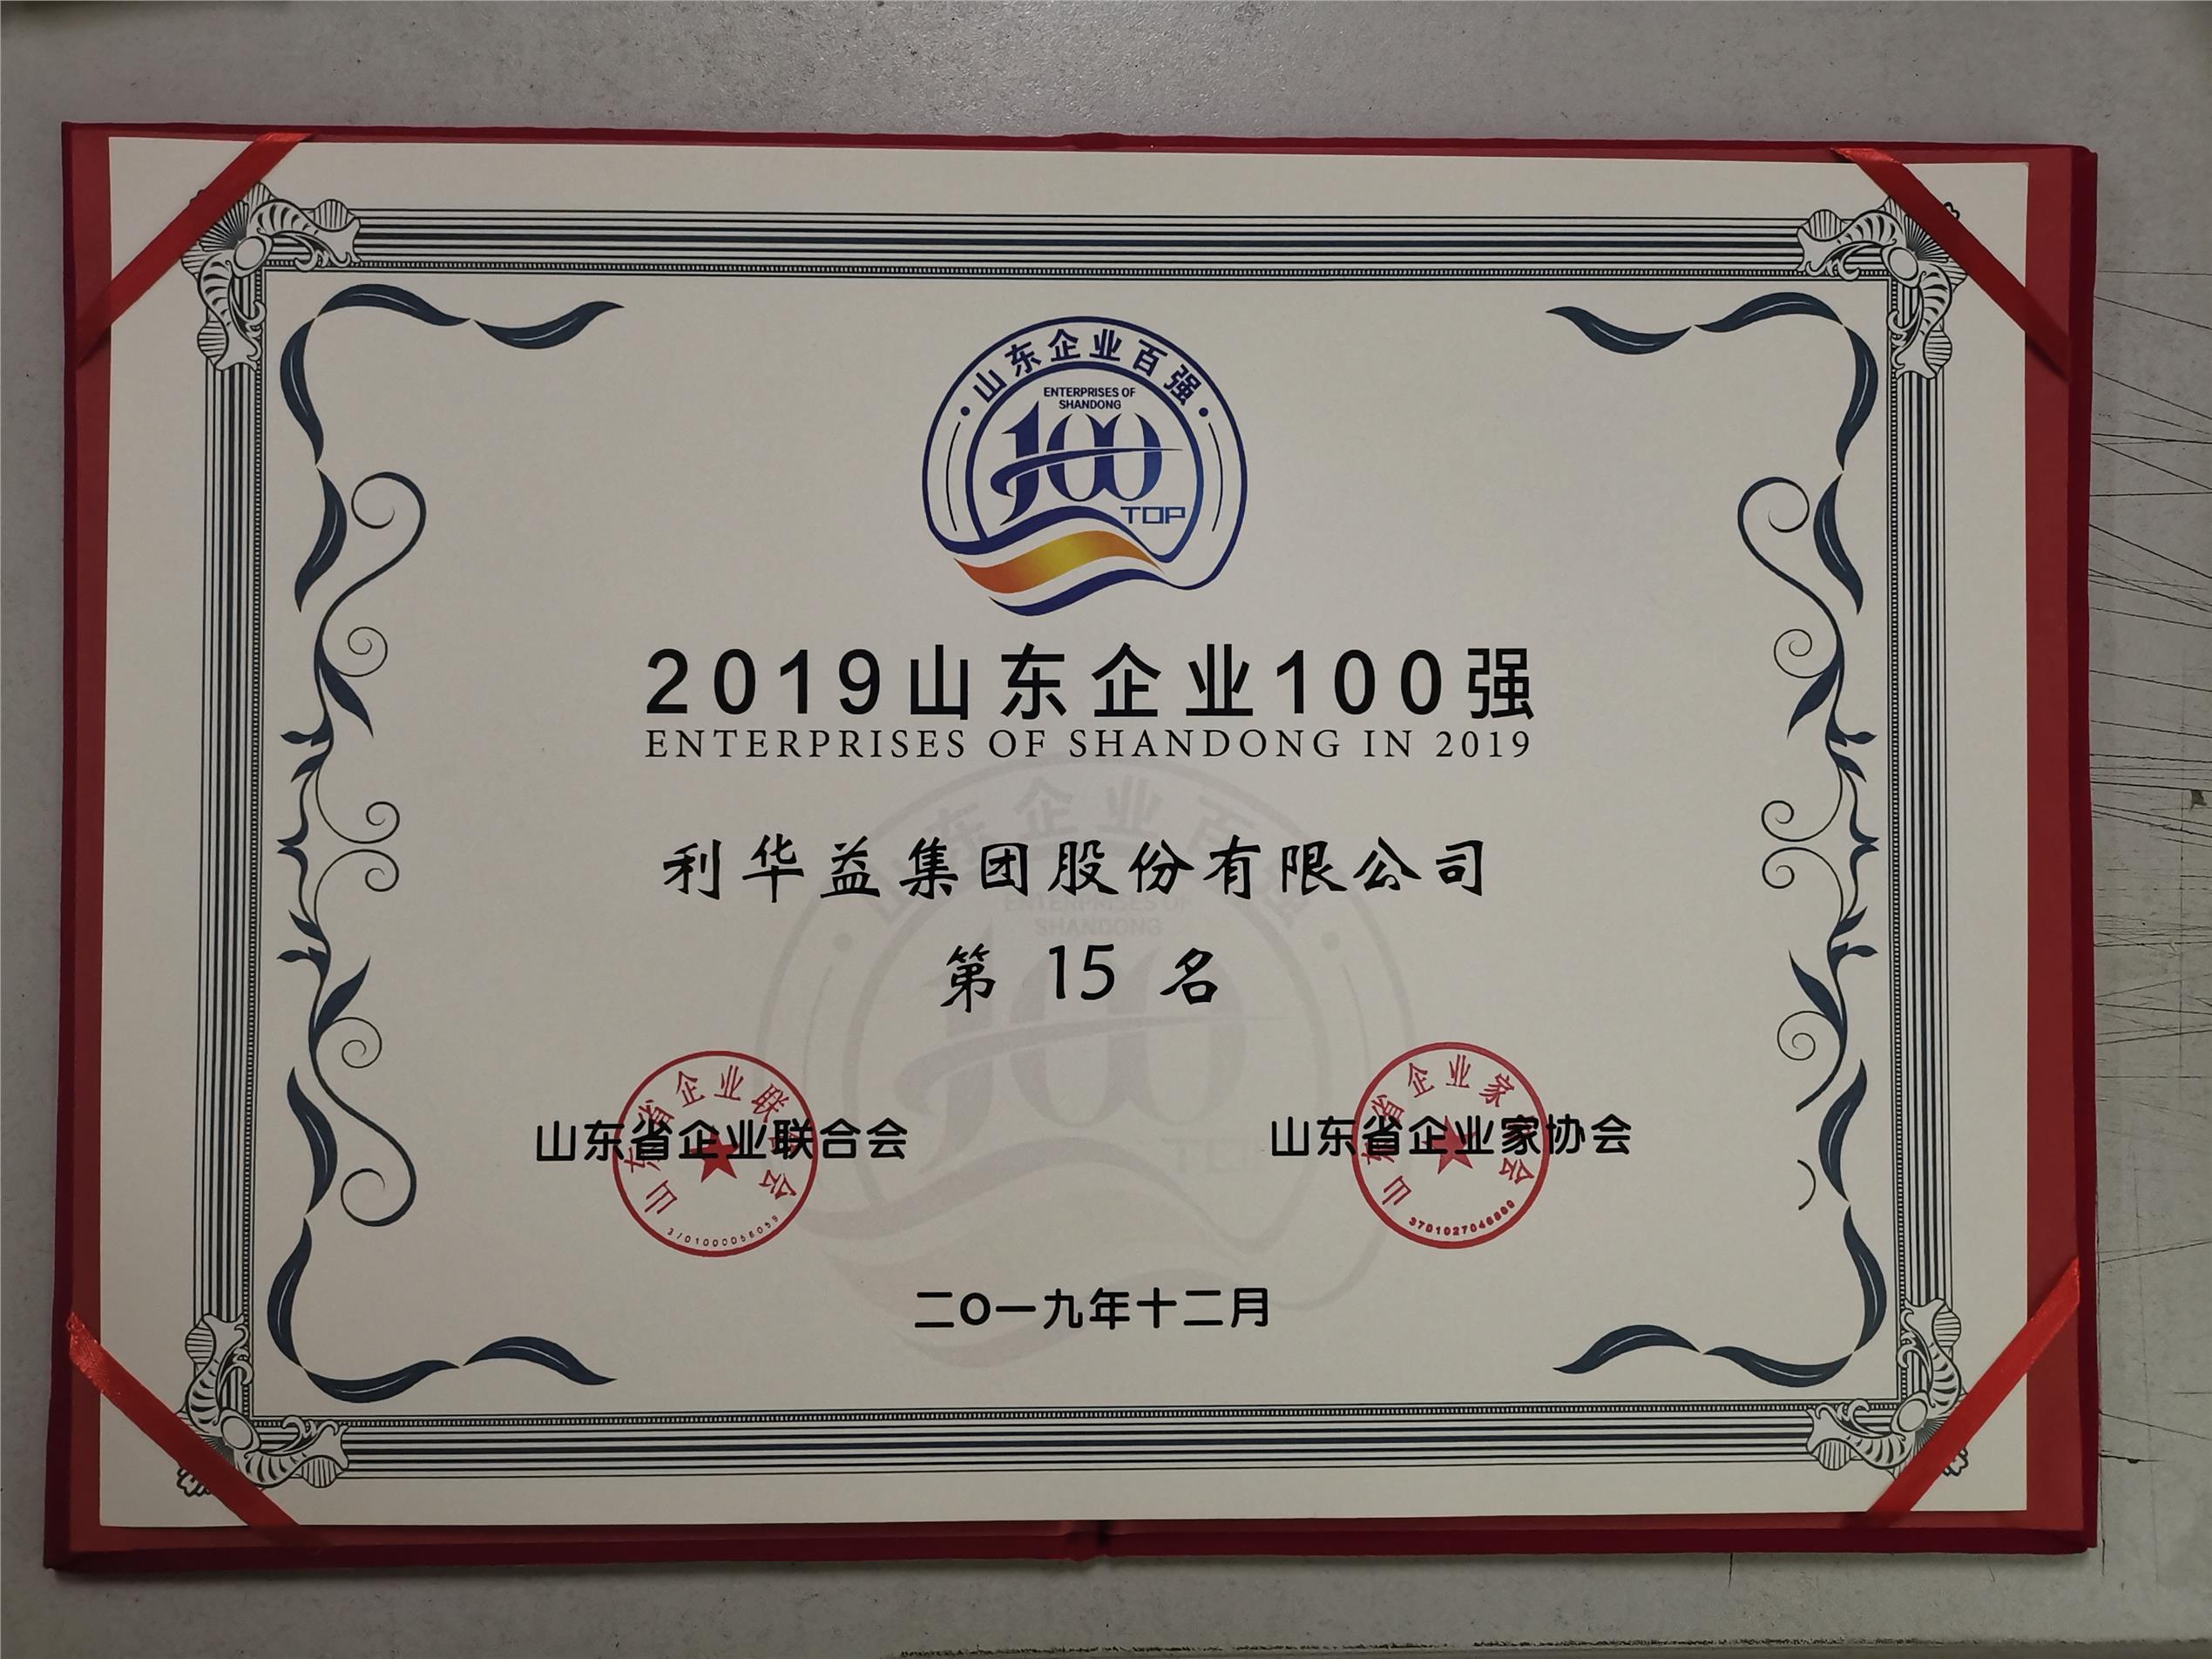 山东企业百强
ENTERPRISES OF
SHANDONG
100
TOP
2019山东企业100强
ENTERPRISES OF SHANDONG IN 2019
利华益集团股份有限公司
第 15 名
山东省企业联合会
山东省企业家协会
二〇一九年十二月